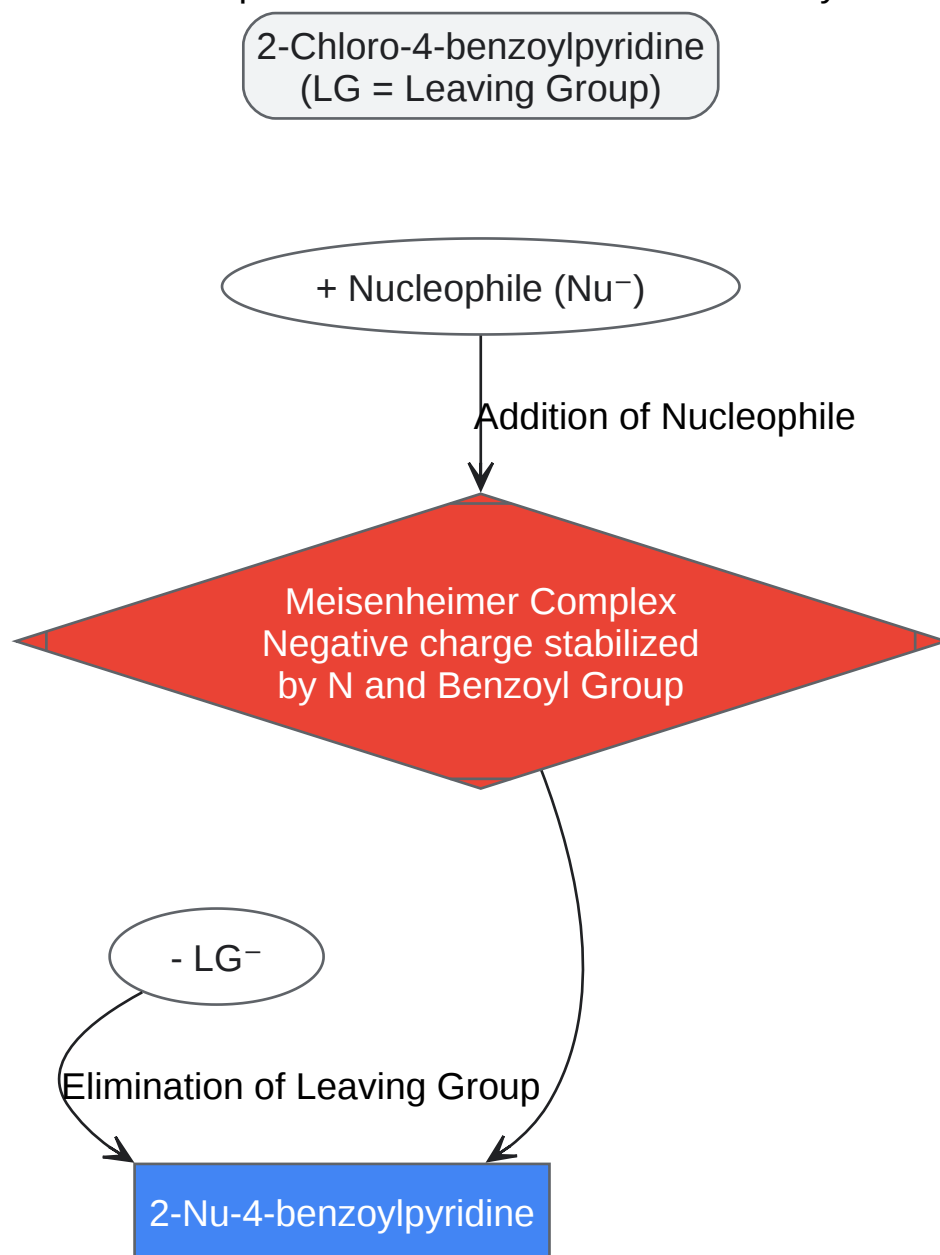 2-Chloro-4-benzoylpyridine
(LG = Leaving Group)
+ Nucleophile (Nu⁻)
Addition of Nucleophile
Meisenheimer Complex
Negative charge stabilized
by N and Benzoyl Group
- LG⁻
Elimination of Leaving Group
2-Nu-4-benzoylpyridine